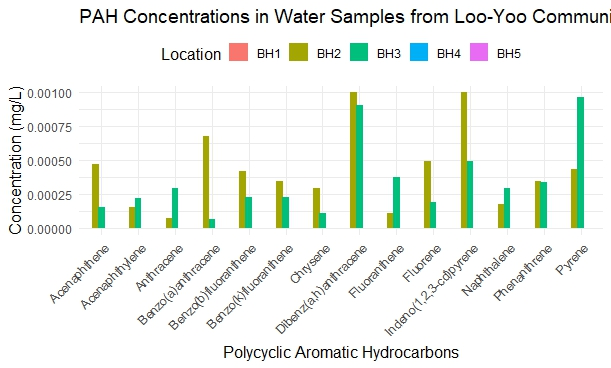 PAH Concentrations in Water Samples from Loo-Yoo Communi
Location BH1 BH2 BH3 BH4 BH5
Concentration (mg/L)
0.00100
0.00075
0.00050
0.00025
0.00000
Acenaphthene
Acenaphthylene
Anthracene
Benzo(a)anthracene
Benzo(b)fluoranthene
Benzo(k)fluoranthene
Chrysene
Dibenz(a,h)anthracene
Fluoranthene
Fluorene
Indeno(1,2,3-cd)pyrene
Naphthalene
Phenanthrene
Pyrene
Polycyclic Aromatic Hydrocarbons